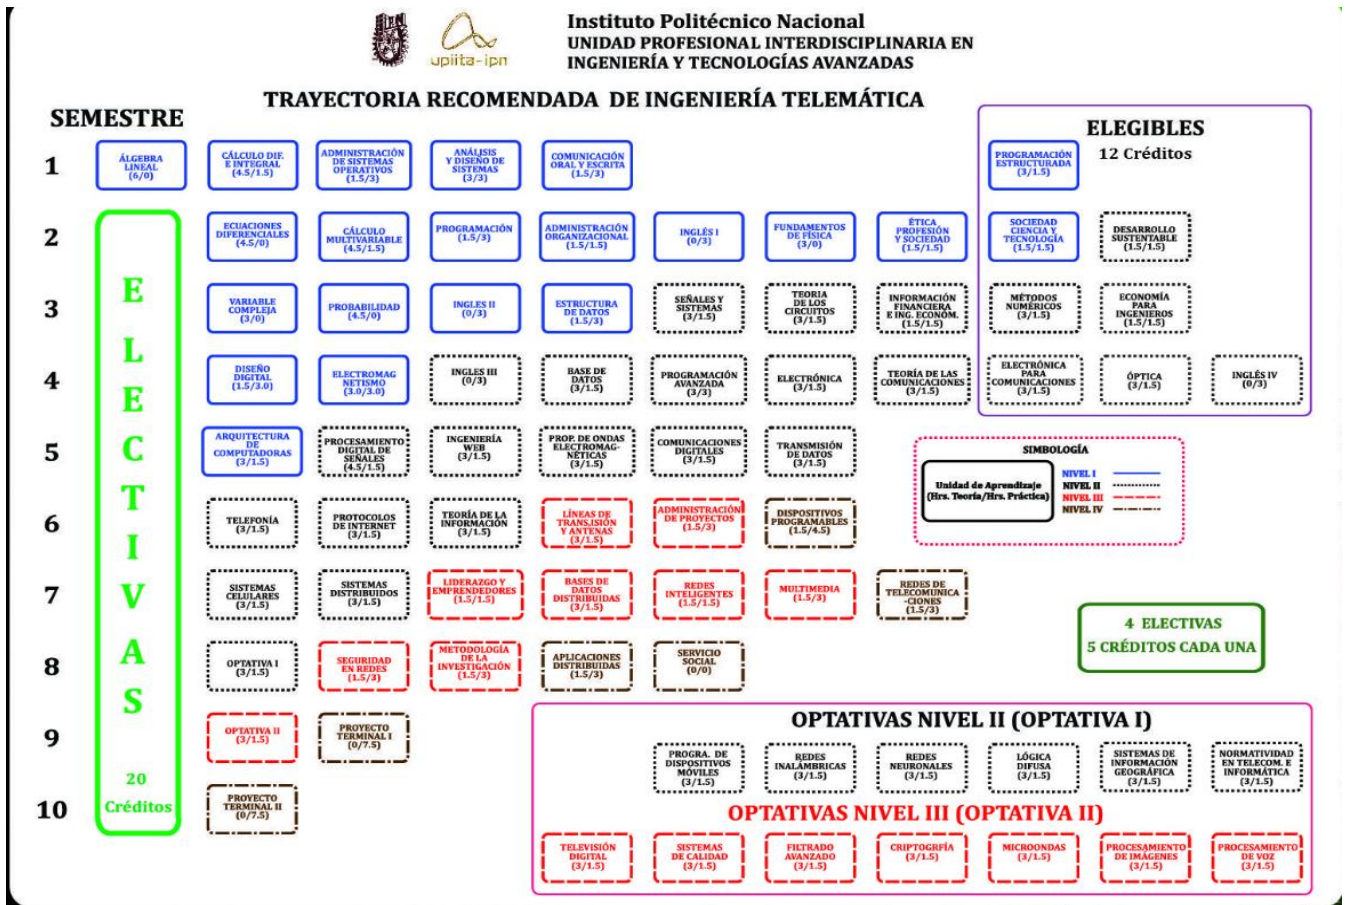 Instituto Politécnico Nacional
UNIDAD PROFESIONAL INTERDISCIPLINARIA EN
INGENIERÍA Y TECNOLOGÍAS AVANZADAS
upiita-ipn
TRAYECTORIA RECOMENDADA DE INGENIERÍA TELEMÁTICA
SEMESTRE
1
ÁLGEBRA
LINEAL
(6/0)
CÁLCULO DIF.
E INTEGRAL
(4.5/1.5)
ADMINISTRACIÓN
DE SISTEMAS
OPERATIVOS
(1.5/3)
ANÁLISIS
Y DISEÑO DE
SISTEMAS
(3/3)
COMUNICACIÓN
ORAL Y ESCRITA
(1.5/3)
ELEGIBLES
12 Créditos
PROGRAMACIÓN
ESTRUCTURADA
(3/1.5)
2
ECUACIONES
DIFERENCIALES
(4.5/0)
CÁLCULO
MULTIVARIABLE
(4.5/1.5)
PROGRAMACIÓN
(1.5/3)
ADMINISTRACIÓN
ORGANIZACIONAL
(1.5/1.5)
INGLÉS I
(0/3)
FUNDAMENTOS
DE FÍSICA
(3/0)
ÉTICA
PROFESIÓN
Y SOCIEDAD
(1.5/1.5)
SOCIEDAD
CIENCIA Y
TECNOLOGÍA
(1.5/1.5)
DESARROLLO
SUSTENTABLE
(1.5/1.5)
3
VARIABLE
COMPLEJA
(3/0)
PROBABILIDAD
(4.5/0)
INGLES II
(0/3)
ESTRUCTURA
DE DATOS
(1.5/3)
SEÑALES Y
SISTEMAS
(3/1.5)
TEORIA
DE LOS
CIRCUITOS
(3/1.5)
INFORMACIÓN
FINANCIERA
E ING. ECONÓM.
(1.5/1.5)
MÉTODOS
NUMÉRICOS
(3/1.5)
ECONOMÍA
PARA
INGENIEROS
(1.5/1.5)
4
DISEÑO
DIGITAL
(1.5/3.0)
ELECTROMAG
NETISMO
(3.0/3.0)
INGLES III
(0/3)
BASE DE
DATOS
(3/1.5)
PROGRAMACIÓN
AVANZADA
(3/3)
ELECTRÓNICA
(3/1.5)
TEORÍA DE LAS
COMUNICACIONES
(3/1.5)
ELECTRÓNICA
PARA
COMUNICACIONES
(3/1.5)
ÓPTICA
(3/1.5)
INGLÉS IV
(0/3)
5
ARQUITECTURA
DE
COMPUTADORAS
(3/1.5)
PROCESAMIENTO
DIGITAL DE
SEÑALES
(4.5/1.5)
INGENIERÍA
WEB
(3/1.5)
PROP. DE ONDAS
ELECTROMAG-
NÉTICAS
(3/1.5)
COMUNICACIONES
DIGITALES
(3/1.5)
TRANSMISIÓN
DE DATOS
(3/1.5)
SIMBOLOGÍA
Unidad de Aprendizaje
(Hrs. Teoría/Hrs. Práctica)
NIVEL I
NIVEL II
NIVEL III
NIVEL IV
6
TELEFONÍA
(3/1.5)
PROTOCOLOS
DE INTERNET
(3/1.5)
TEORÍA DE LA
INFORMACIÓN
(3/1.5)
LÍNEAS DE
TRANSISIÓN
Y ANTENAS
(3/1.5)
ADMINISTRACIÓN
DE PROYECTOS
(1.5/3)
DISPOSITIVOS
PROGRAMABLES
(1.5/4.5)
7
SISTEMAS
CELULARES
(3/1.5)
SISTEMAS
DISTRIBUIDOS
(3/1.5)
LIDERAZGO Y
EMPRENDEDORES
(1.5/1.5)
BASES DE
DATOS
DISTRIBUIDAS
(3/1.5)
REDES
INTELIGENTES
(1.5/1.5)
MULTIMEDIA
(1.5/3)
REDES DE
TELECOMUNICA
-CIONES
(1.5/3)
4 ELECTIVAS
5 CRÉDITOS CADA UNA
8
OPTATIVA I
(3/1.5)
SEGURIDAD
EN REDES
(1.5/3)
METODOLOGÍA
DE LA
INVESTIGACIÓN
(1.5/3)
APLICACIONES
DISTRIBUIDAS
(1.5/3)
SERVICIO
SOCIAL
(0/0)
9
OPTATIVA II
(3/1.5)
PROYECTO
TERMINAL I
(0/7.5)
10
PROYECTO
TERMINAL II
(0/7.5)
ELECTIVAS
20
Créditos
OPTATIVAS NIVEL II (OPTATIVA I)
PROGRA. DE
DISPOSITIVOS
MÓVILES
(3/1.5)
REDES
INALÁMBRICAS
(3/1.5)
REDES
NEURONALES
(3/1.5)
LÓGICA
DIFUSA
(3/1.5)
SISTEMAS DE
INFORMACIÓN
GEOGRÁFICA
(3/1.5)
NORMATIVIDAD
EN TELECOM. E
INFORMÁTICA
(3/1.5)
OPTATIVAS NIVEL III (OPTATIVA II)
TELEVISIÓN
DIGITAL
(3/1.5)
SISTEMAS
DE CALIDAD
(3/1.5)
FILTRADO
AVANZADO
(3/1.5)
CRIPTOGRFÍA
(3/1.5)
MICROONDAS
(3/1.5)
PROCESAMIENTO
DE IMÁGENES
(3/1.5)
PROCESAMIENTO
DE VOZ
(3/1.5)